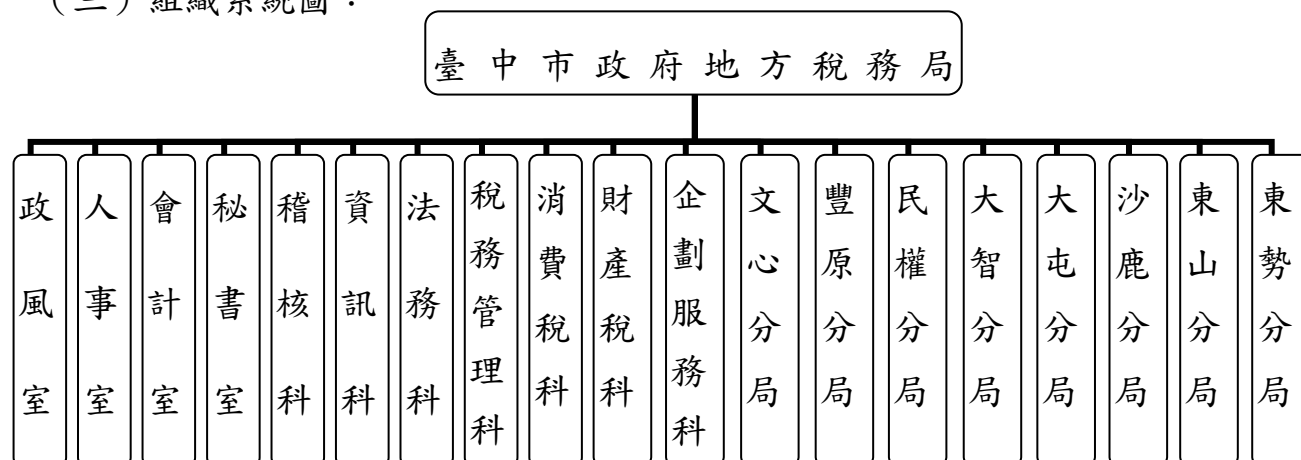 （三）組織系統圖：
臺中市政府地方稅務局
政風室
人事室
會計室
秘書室
稽核科
資訊科
法務科
稅務管理科
消費稅科
財產稅科
企劃服務科
文心分局
豐原分局
民權分局
大智分局
大屯分局
沙鹿分局
東山分局
東勢分局